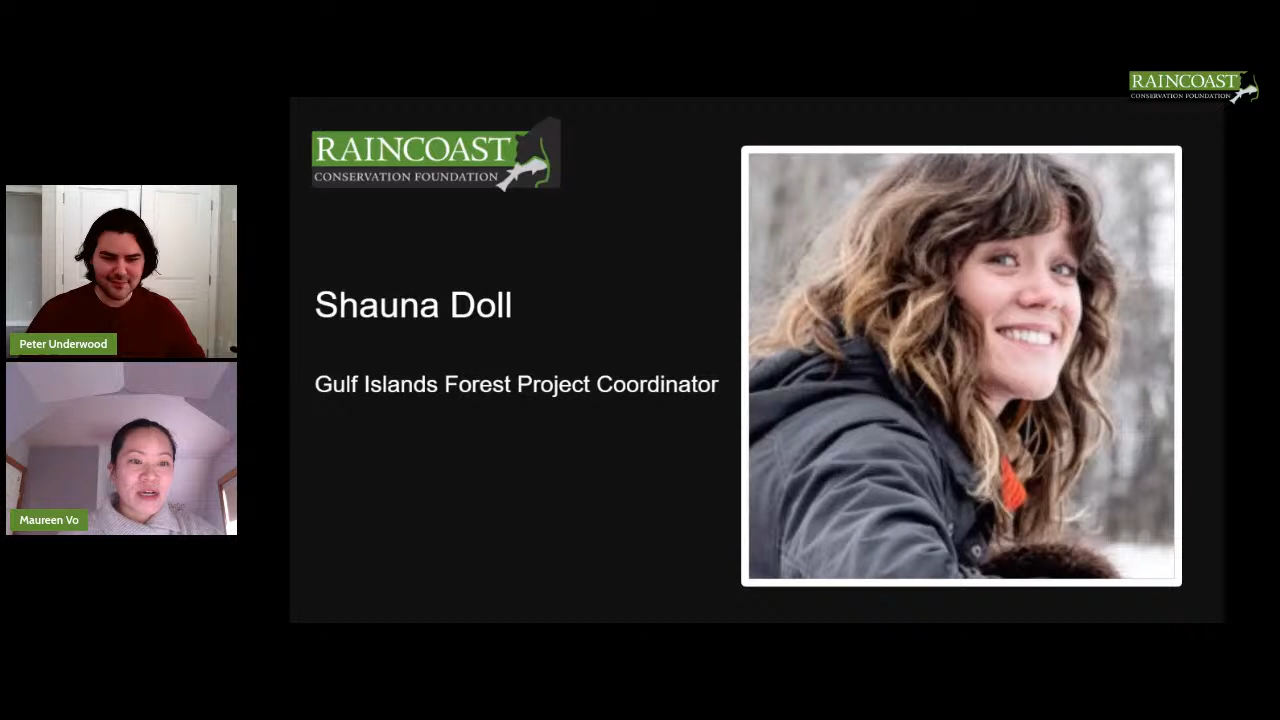 RAINCOAST
CONSERVATION FOUNDATION
RAINCOAST
CONSERVATION FOUNDATION
Shauna Doll
Gulf Islands Forest Project Coordinator
Peter Underwood
Maureen Vo